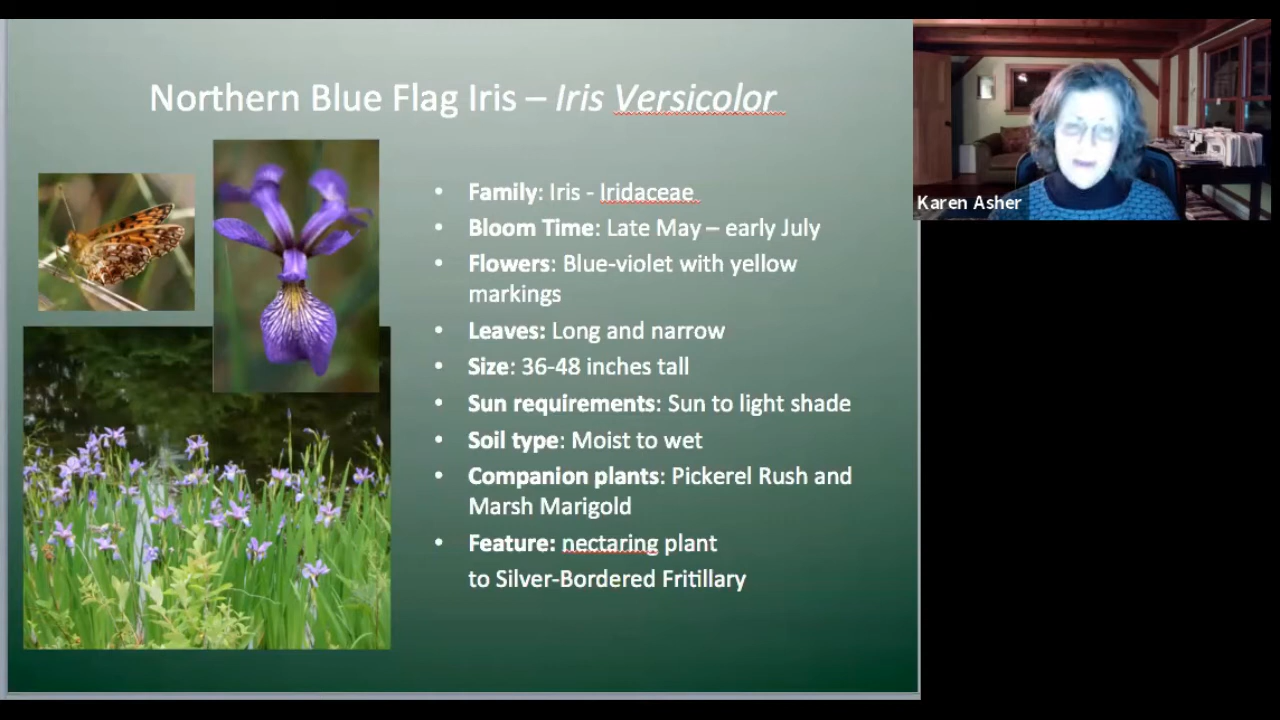 Northern Blue Flag Iris – Iris Versicolor
• Family: Iris - Iridaceae
• Bloom Time: Late May – early July
• Flowers: Blue-violet with yellow
markings
• Leaves: Long and narrow
• Size: 36-48 inches tall
• Sun requirements: Sun to light shade
• Soil type: Moist to wet
• Companion plants: Pickerel Rush and
Marsh Marigold
• Feature: nectaring plant
to Silver-Bordered Fritillary
Karen Asher